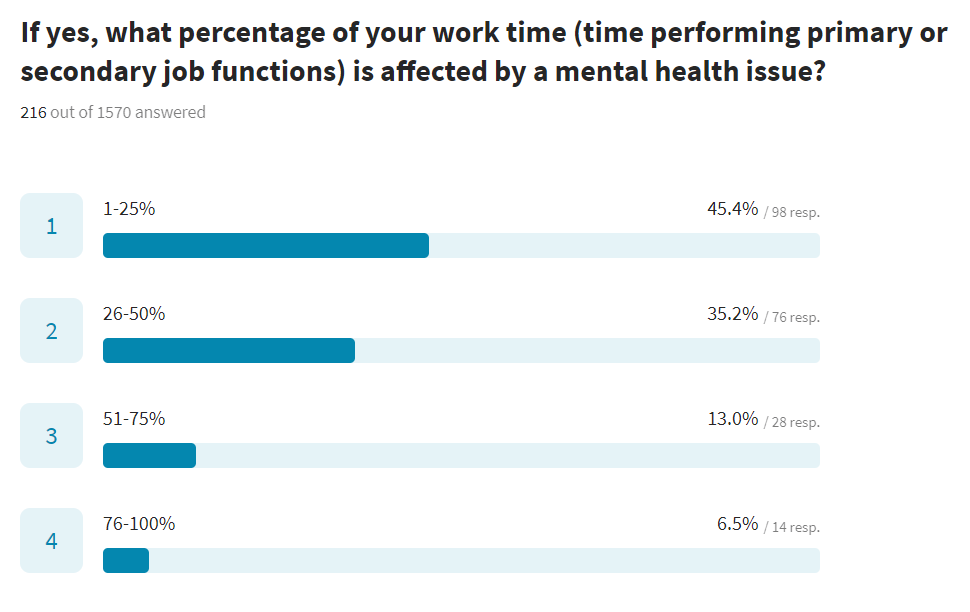 If yes, what percentage of your work time (time performing primary or
secondary job functions) is affected by a mental health issue?
216 out of 1570 answered
1
1-25%
45.4% / 98 resp.
2
26-50%
35.2% / 76 resp.
3
51-75%
13.0% / 28 resp.
4
76-100%
6.5% / 14 resp.